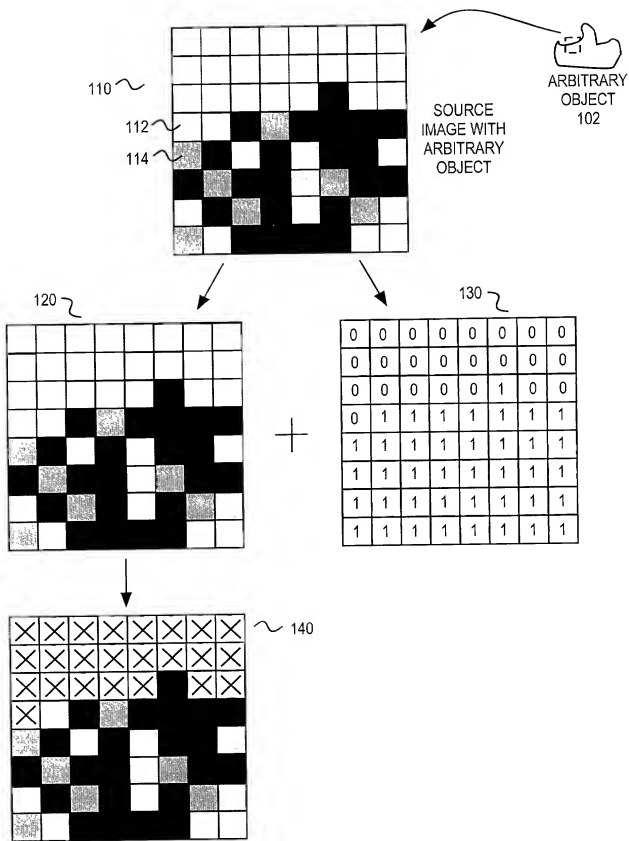 110
112
114
SOURCE
IMAGE WITH
ARBITRARY
OBJECT
ARBITRARY
OBJECT
102
120
130
+
0 0 0 0 0 0 0 0
0 0 0 0 0 0 0 0
0 0 0 0 0 1 0 0
0 1 1 1 1 1 1 1
1 1 1 1 1 1 1 1
1 1 1 1 1 1 1 1
1 1 1 1 1 1 1 1
1 1 1 1 1 1 1 1
140